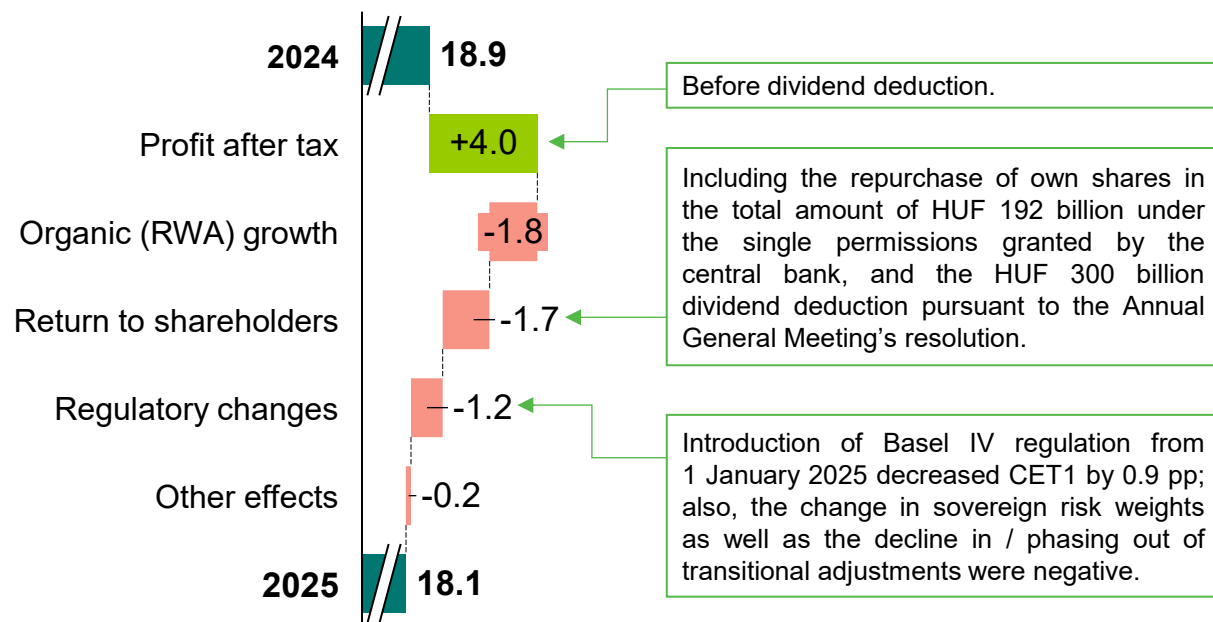 2024
18.9
Before dividend deduction.
Profit after tax
+4.0
Including the repurchase of own shares in
the total amount of HUF 192 billion under
the single permissions granted by the
central bank, and the HUF 300 billion
dividend deduction pursuant to the Annual
General Meeting’s resolution.
Organic (RWA) growth
-1.8
Return to shareholders
-1.7
Regulatory changes
-1.2
Introduction of Basel IV regulation from
1 January 2025 decreased CET1 by 0.9 pp;
also, the change in sovereign risk weights
as well as the decline in / phasing out of
transitional adjustments were negative.
Other effects
-0.2
2025
18.1